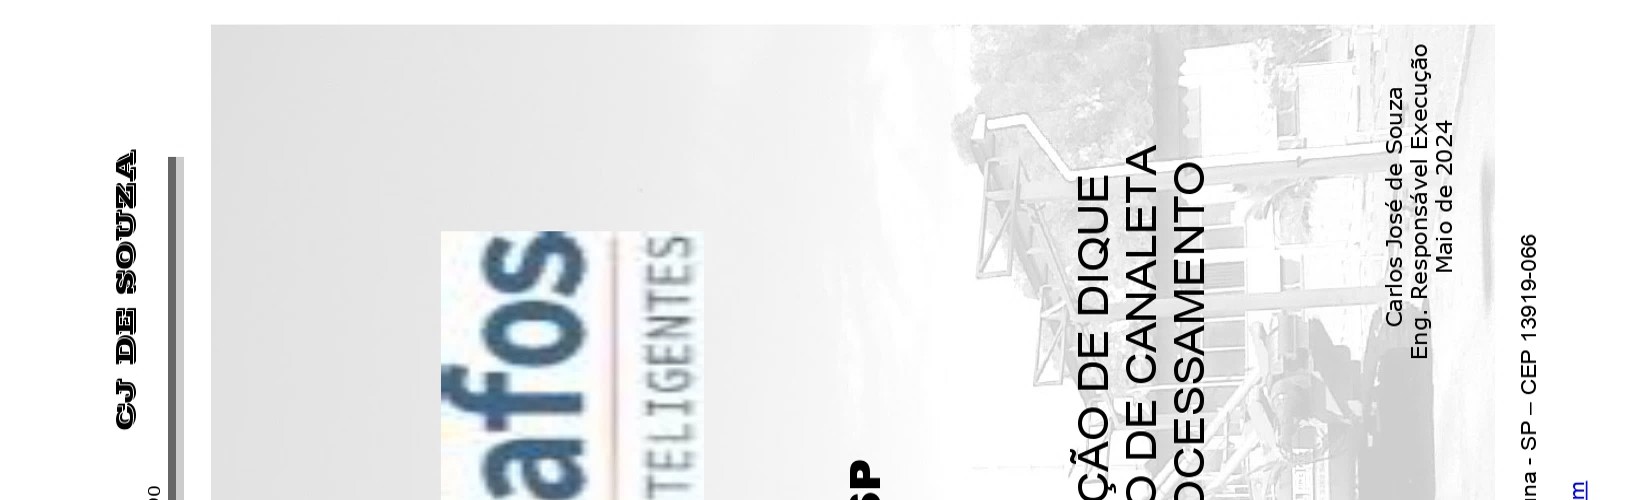 CJ DE SOUZA
afos
TELIGENTES
SP
ÇÃO DE DIQUE
O DE CANALETA
OCESSAMENTO
Carlos José de Souza
Eng. Responsável Execução
Maio de 2024
na - SP – CEP 13919-066
m